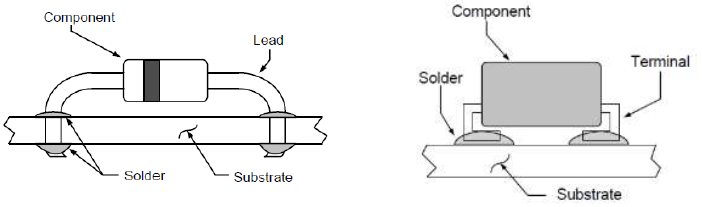 Component
Lead
Solder
Substrate
Component
Terminal
Solder
Substrate